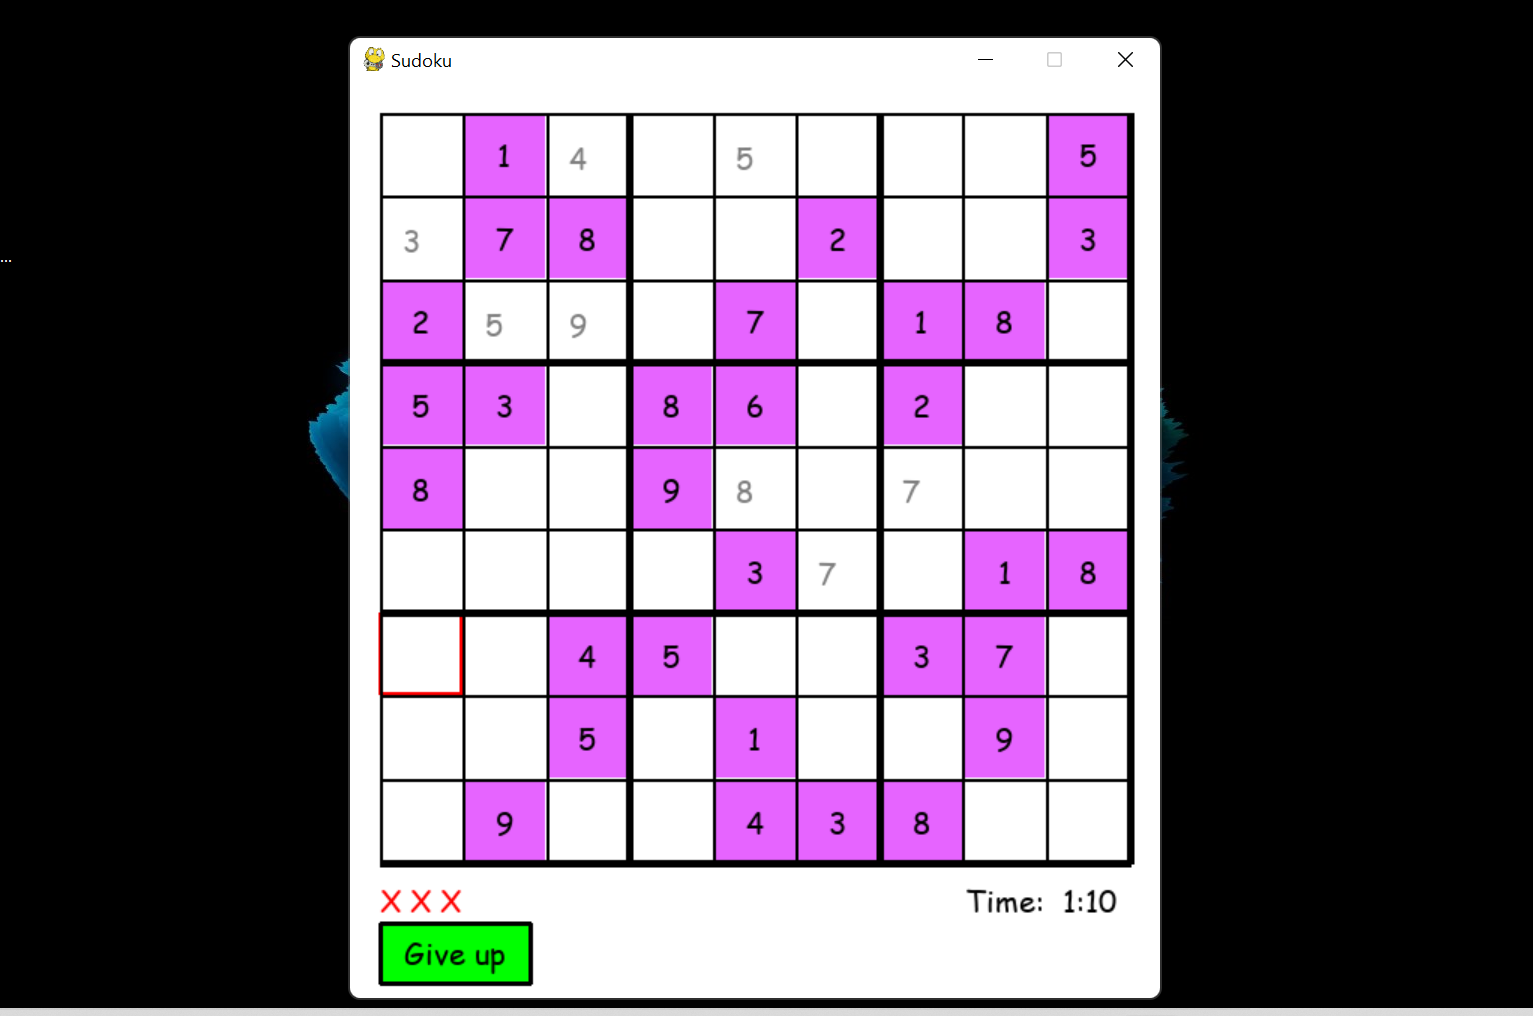 Sudoku
1 4 5 5
3 7 8 2 3
...
2 5 9 7 1 8
5 3 8 6 2
8 9 8 7
3 7 1 8
4 5 3 7
5 1 9
9 4 3 8
X X X
Time: 1:10
Give up